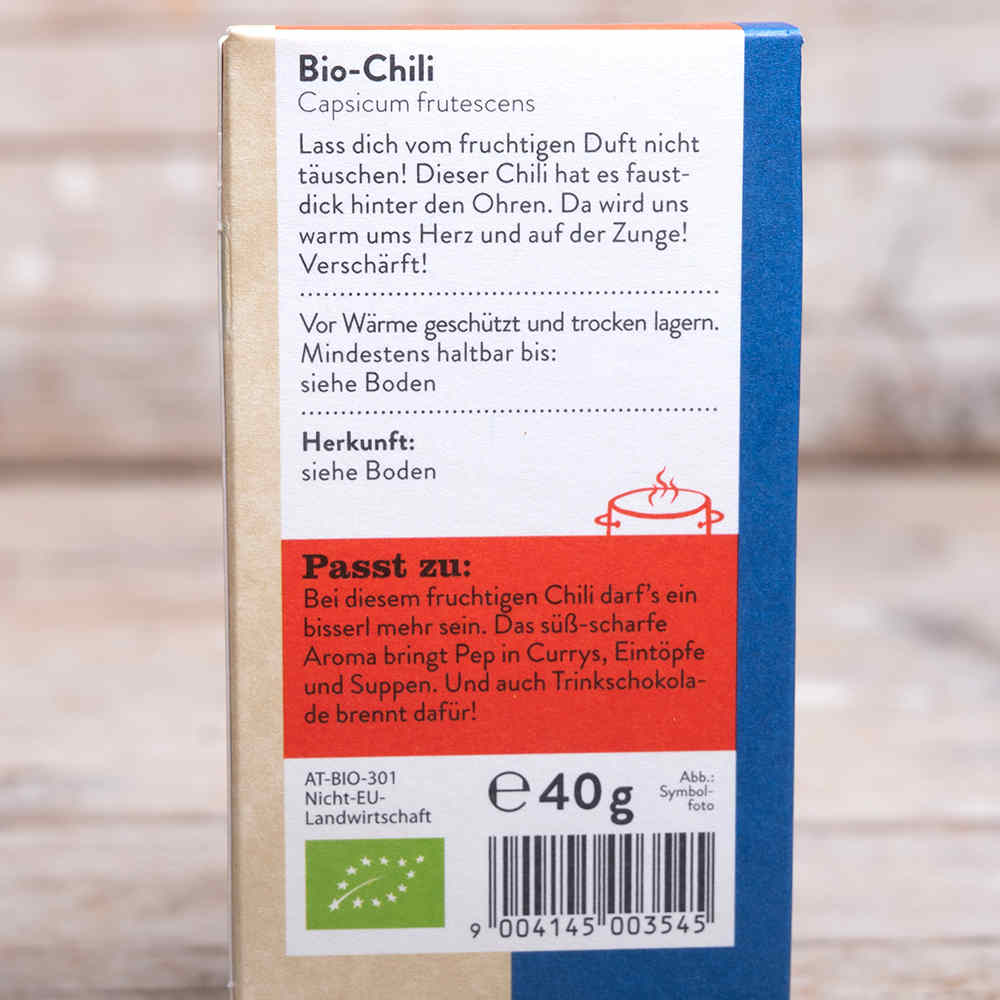 Bio-Chili
Capsicum frutescens
Lass dich vom fruchtigen Duft nicht
täuschen! Dieser Chili hat es faust-
dick hinter den Ohren. Da wird uns
warm ums Herz und auf der Zunge!
Verschärft!
Vor Wärme geschützt und trocken lagern.
Mindestens haltbar bis:
siehe Boden
Herkunft:
siehe Boden
Passt zu:
Bei diesem fruchtigen Chili darf's ein
bisserl mehr sein. Das süß-scharfe
Aroma bringt Pep in Currys, Eintöpfe
und Suppen. Und auch Trinkschokola-
de brennt dafür!
AT-BIO-301
Nicht-EU-
Landwirtschaft
℮40g
Abb.:
Symbol-
foto
9 004145 003545